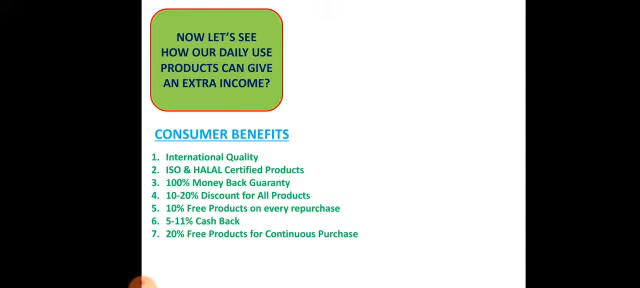 NOW LET'S SEE
HOW OUR DAILY USE
PRODUCTS CAN GIVE
AN EXTRA INCOME?
CONSUMER BENEFITS
1. International Quality
2. ISO & HALAL Certified Products
3. 100% Money Back Guaranty
4. 10-20% Discount for All Products
5. 10% Free Products on every repurchase
6. 5-11% Cash Back
7. 20% Free Products for Continuous Purchase